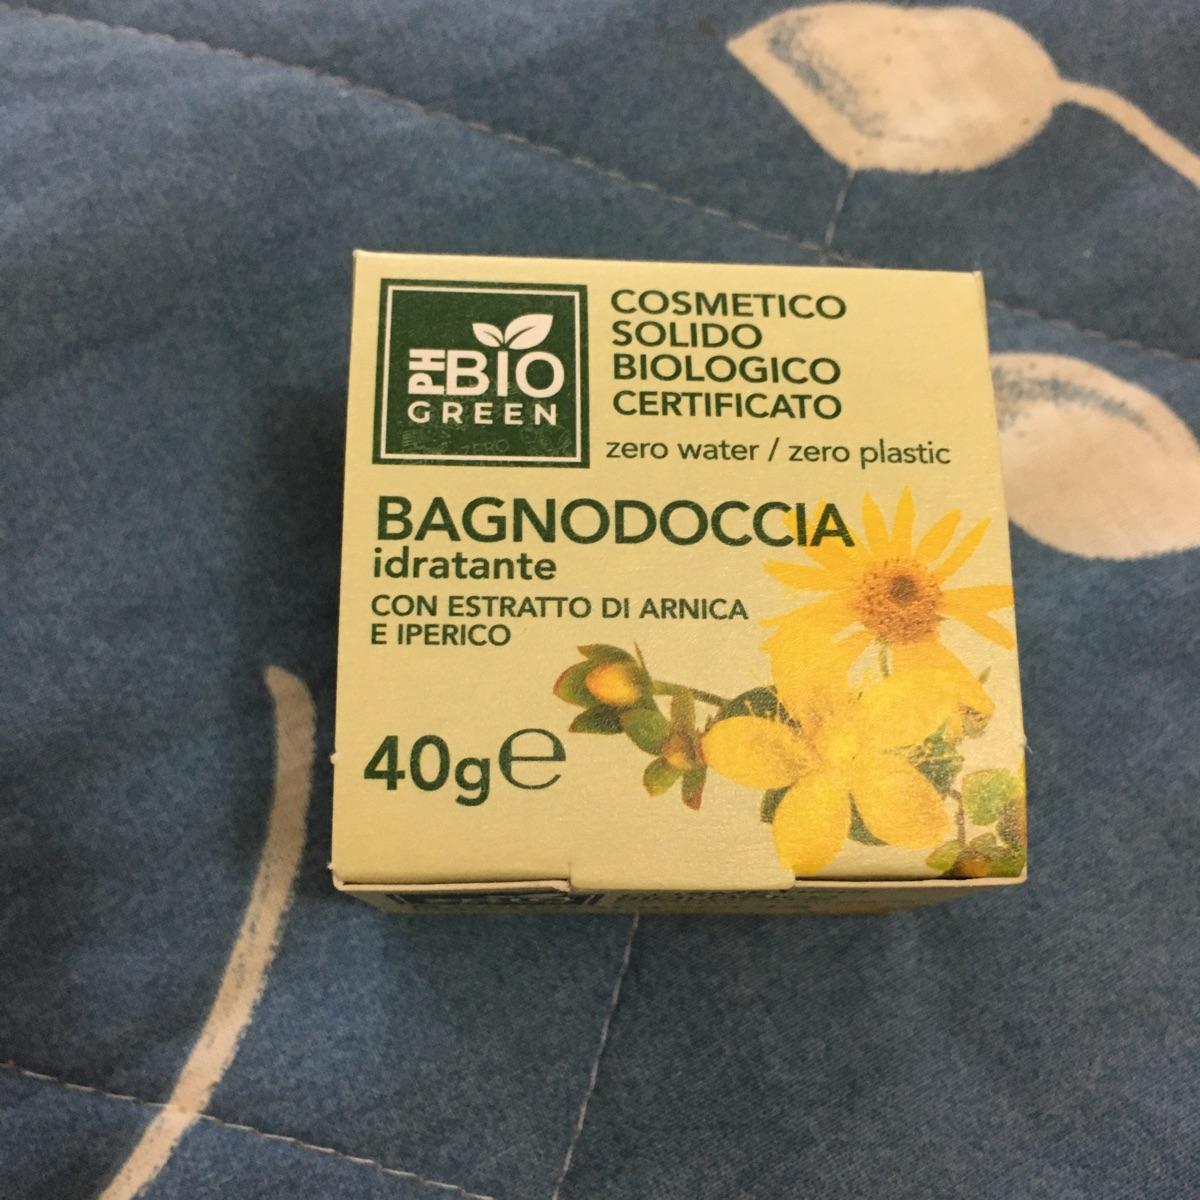 PH BIO
GREEN
COSMETICO
SOLIDO
BIOLOGICO
CERTIFICATO
zero water / zero plastic
BAGNODOCCIA
idratante
CON ESTRATTO DI ARNICA
E IPERICO
40g ℮